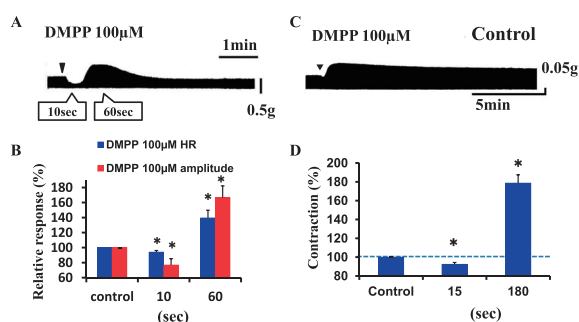 A
DMPP 100µM
1min
10sec
60sec
0.5g
C
DMPP 100µM
Control
0.05g
5min
B
DMPP 100µM HR
DMPP 100µM amplitude
Relative response (%)
180
160
140
120
100
80
60
* * * *
control 10 60
(sec)
D
Contraction (%)
200
180
160
140
120
100
80
* *
Control 15 180
(sec)